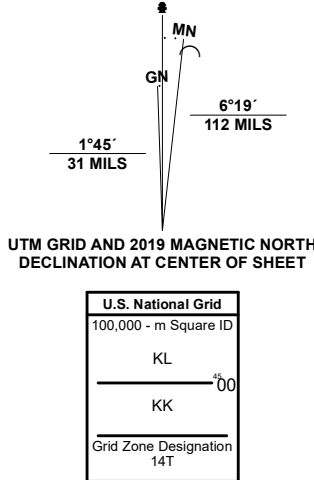 MN
GN
6°19´
112 MILS
1°45´
31 MILS
UTM GRID AND 2019 MAGNETIC NORTH
DECLINATION AT CENTER OF SHEET
U.S. National Grid
100,000 - m Square ID
KL
45 00
KK
Grid Zone Designation
14T